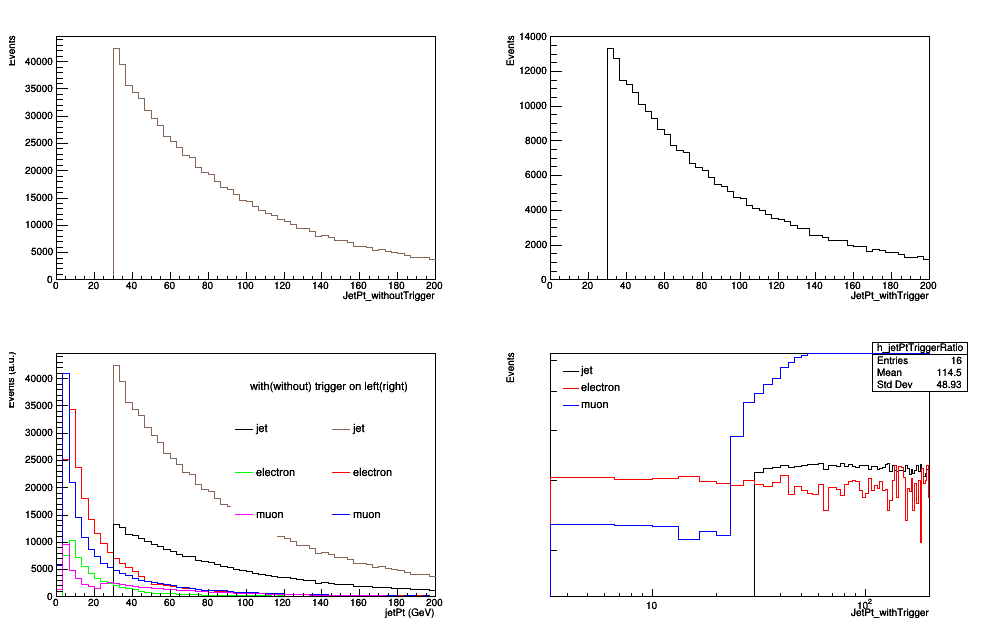 Events
40000
35000
30000
25000
20000
15000
10000
5000
0
0 20 40 60 80 100 120 140 160 180 200
JetPt_withoutTrigger
Events
14000
12000
10000
8000
6000
4000
2000
0
0 20 40 60 80 100 120 140 160 180 200
JetPt_withTrigger
Events (a.u.)
40000
35000
30000
25000
20000
15000
10000
5000
0
with(without) trigger on left(right)
jet jet
electron electron
muon muon
0 20 40 60 80 100 120 140 160 180 200
jetPt (GeV)
Events
jet
electron
muon
h_jetPtTriggerRatio
Entries 16
Mean 114.5
Std Dev 48.93
10 10²
JetPt_withTrigger